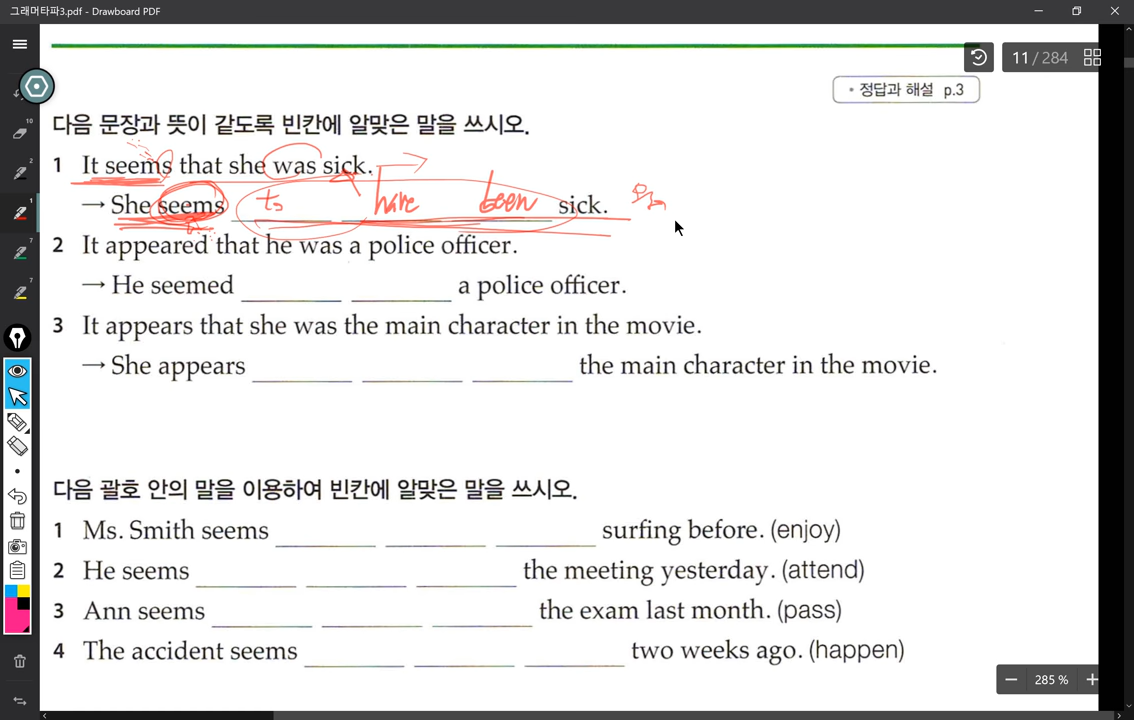 그래머타파3.pdf - Drawboard PDF
11 / 284
• 정답과 해설 p.3
다음 문장과 뜻이 같도록 빈칸에 알맞은 말을 쓰시오.
1 It seems that she was sick.
→ She seems to have been sick.
2 It appeared that he was a police officer.
→ He seemed a police officer.
3 It appears that she was the main character in the movie.
→ She appears the main character in the movie.
다음 괄호 안의 말을 이용하여 빈칸에 알맞은 말을 쓰시오.
1 Ms. Smith seems surfing before. (enjoy)
2 He seems the meeting yesterday. (attend)
3 Ann seems the exam last month. (pass)
4 The accident seems two weeks ago. (happen)
285 %
10
2
1
7
7